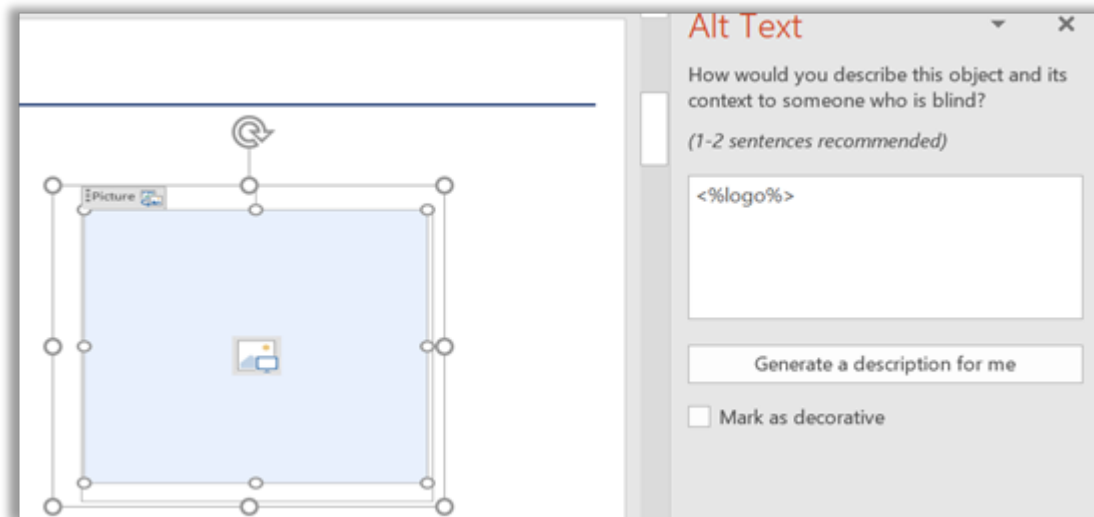 Alt Text
How would you describe this object and its
context to someone who is blind?
(1-2 sentences recommended)
Picture
<%logo%>
Generate a description for me
Mark as decorative